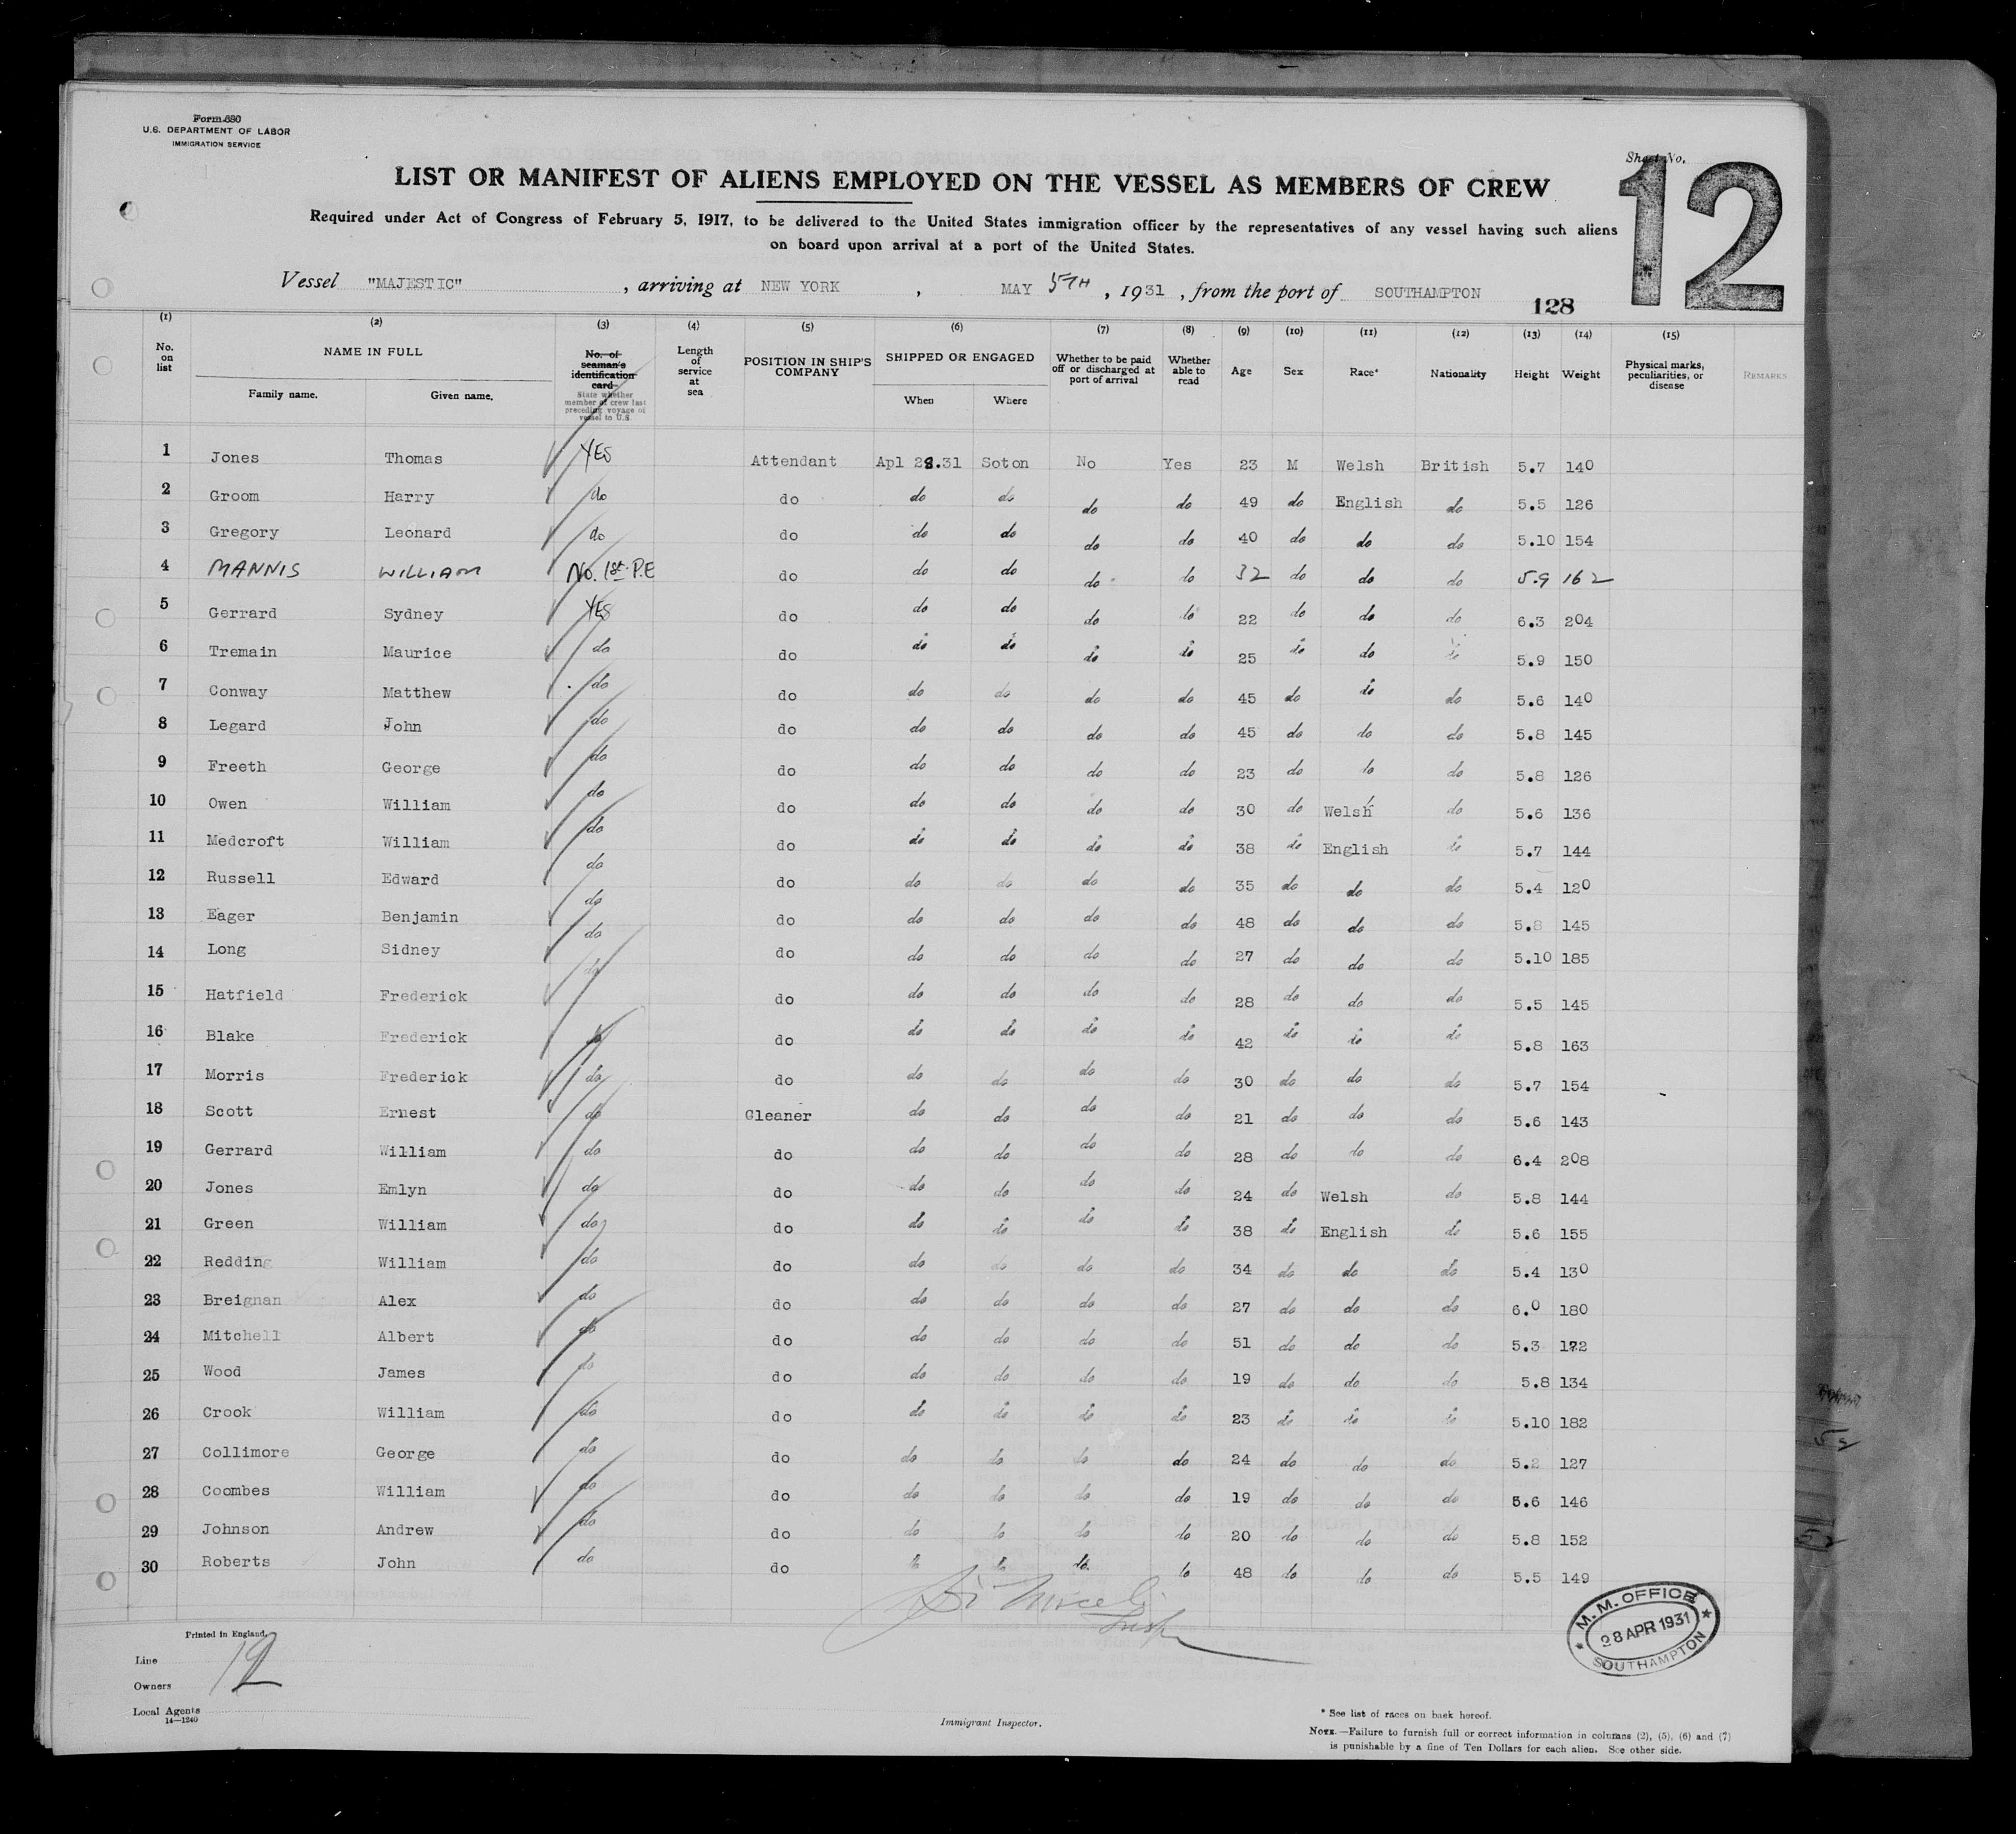 Form 680
U.S. DEPARTMENT OF LABOR
IMMIGRATION SERVICE
Sheet No.
12
LIST OR MANIFEST OF ALIENS EMPLOYED ON THE VESSEL AS MEMBERS OF CREW
Required under Act of Congress of February 5, 1917, to be delivered to the United States immigration officer by the representatives of any vessel having such aliens
on board upon arrival at a port of the United States.
Vessel "MAJESTIC" , arriving at NEW YORK , MAY 5TH , 1931 , from the port of SOUTHAMPTON 128
(1) (2) (3) (4) (5) (6) (7) (8) (9) (10) (11) (12) (13) (14) (15)
No. on list NAME IN FULL Family name. Given name. No. of seaman's identification card State whether member of crew last preceding voyage of vessel to U.S. Length of service at sea POSITION IN SHIP'S COMPANY SHIPPED OR ENGAGED When Where Whether to be paid off or discharged at port of arrival Whether able to read Age Sex Race* Nationality Height Weight Physical marks, peculiarities, or disease REMARKS
1 Jones Thomas YES Attendant Apl 28.31 Soton No Yes 23 M Welsh British 5.7 140
2 Groom Harry do do do do do do 49 do English do 5.5 126
3 Gregory Leonard do do do do do do 40 do do do 5.10 154
4 MANNIS WILLIAM No. 1st P.E do do do do do 32 do do do 5.9 162
5 Gerrard Sydney YES do do do do do 22 do do do 6.3 204
6 Tremain Maurice do do do do do do 25 do do do 5.9 150
7 Conway Matthew do do do do do do 45 do do do 5.6 140
8 Legard John do do do do do do 45 do do do 5.8 145
9 Freeth George do do do do do do 23 do do do 5.8 126
10 Owen William do do do do do do 30 do Welsh do 5.6 136
11 Medcroft William do do do do do do 38 do English do 5.7 144
12 Russell Edward do do do do do do 35 do do do 5.4 120
13 Eager Benjamin do do do do do do 48 do do do 5.8 145
14 Long Sidney do do do do do do 27 do do do 5.10 185
15 Hatfield Frederick do do do do do do 28 do do do 5.5 145
16 Blake Frederick do do do do do do 42 do do do 5.8 163
17 Morris Frederick do do do do do do 30 do do do 5.7 154
18 Scott Ernest do Gleaner do do do do 21 do do do 5.6 143
19 Gerrard William do do do do do do 28 do do do 6.4 208
20 Jones Emlyn do do do do do do 24 do Welsh do 5.8 144
21 Green William do do do do do do 38 do English do 5.6 155
22 Redding William do do do do do do 34 do do do 5.4 130
23 Breignan Alex do do do do do do 27 do do do 6.0 180
24 Mitchell Albert do do do do do do 51 do do do 5.3 172
25 Wood James do do do do do do 19 do do do 5.8 134
26 Crook William do do do do do do 23 do do do 5.10 182
27 Collimore George do do do do do do 24 do do do 5.2 127
28 Coombes William do do do do do do 19 do do do 5.6 146
29 Johnson Andrew do do do do do do 20 do do do 5.8 152
30 Roberts John do do do do do do 48 do do do 5.5 149
M. M. OFFICE
28 APR 1931
SOUTHAMPTON
Printed in England.
12
Line
Owners
Local Agents
14—1240
Immigrant Inspector.
* See list of races on back hereof.
NOTE.—Failure to furnish full or correct information in columns (2), (5), (6) and (7)
is punishable by a fine of Ten Dollars for each alien. See other side.